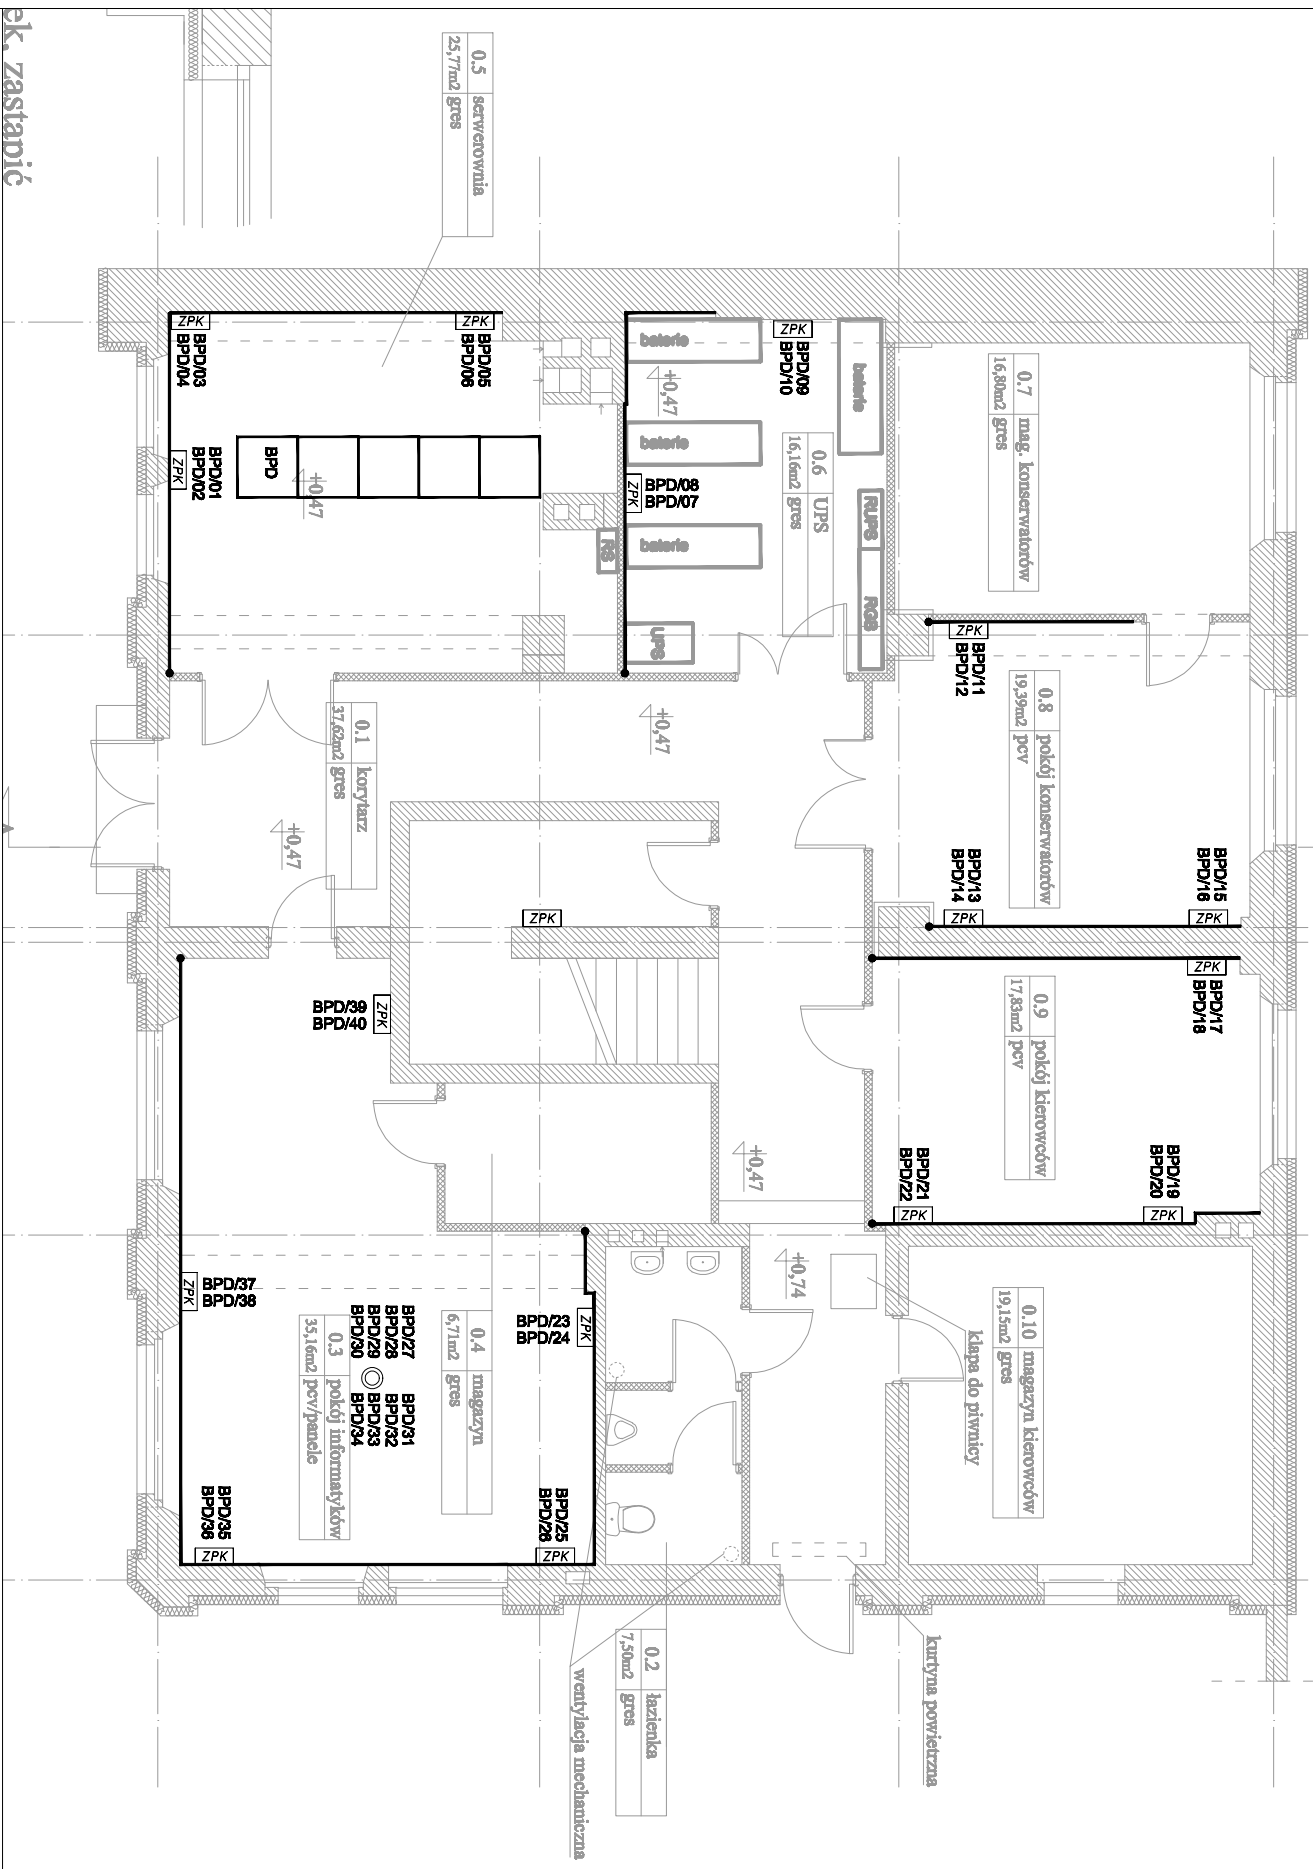 ek, zastąpić
0.5 serwerownia
25,77m2 gres
ZPK
BPD/03
BPD/04
ZPK
BPD/05
BPD/06
ZPK
BPD/01
BPD/02
BPD
+0,47
RS
baterie
+0,47
baterie
ZPK
BPD/08
BPD/07
baterie
UPS
ZPK
BPD/09
BPD/10
baterie
0.6 UPS
16,16m2 gres
RUPS
RGS
0.7 mag. konserwatorów
16,80m2 gres
ZPK
BPD/11
BPD/12
0.8 pokój konserwatorów
19,39m2 pcv
BPD/13
BPD/14
ZPK
BPD/15
BPD/16
ZPK
0.1 korytarz
37,62m2 gres
+0,47
+0,47
ZPK
BPD/39
BPD/40
ZPK
ZPK
BPD/17
BPD/18
0.9 pokój kierowców
17,83m2 pcv
BPD/19
BPD/20
ZPK
BPD/21
BPD/22
ZPK
+0,47
+0,74
0.10 magazyn kierowców
19,15m2 gres
klapa do piwnicy
BPD/37
BPD/38
ZPK
BPD/23
BPD/24
ZPK
0.4 magazyn
6,71m2 gres
0.3 pokój informatyków
35,16m2 pcv/panele
BPD/27
BPD/28
BPD/29
BPD/30
BPD/31
BPD/32
BPD/33
BPD/34
BPD/35
BPD/36
ZPK
BPD/25
BPD/26
ZPK
0.2 łazienka
7,50m2 gres
wentylacja mechaniczna
kurtyna powietrzna